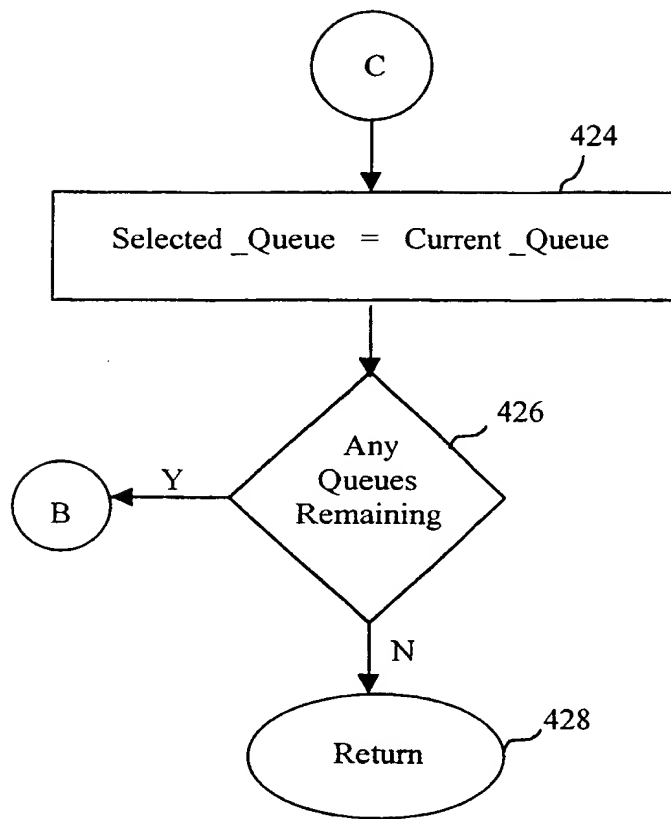 C
424
Selected _Queue = Current _Queue
426
Any
Queues
Remaining
Y
B
N
428
Return